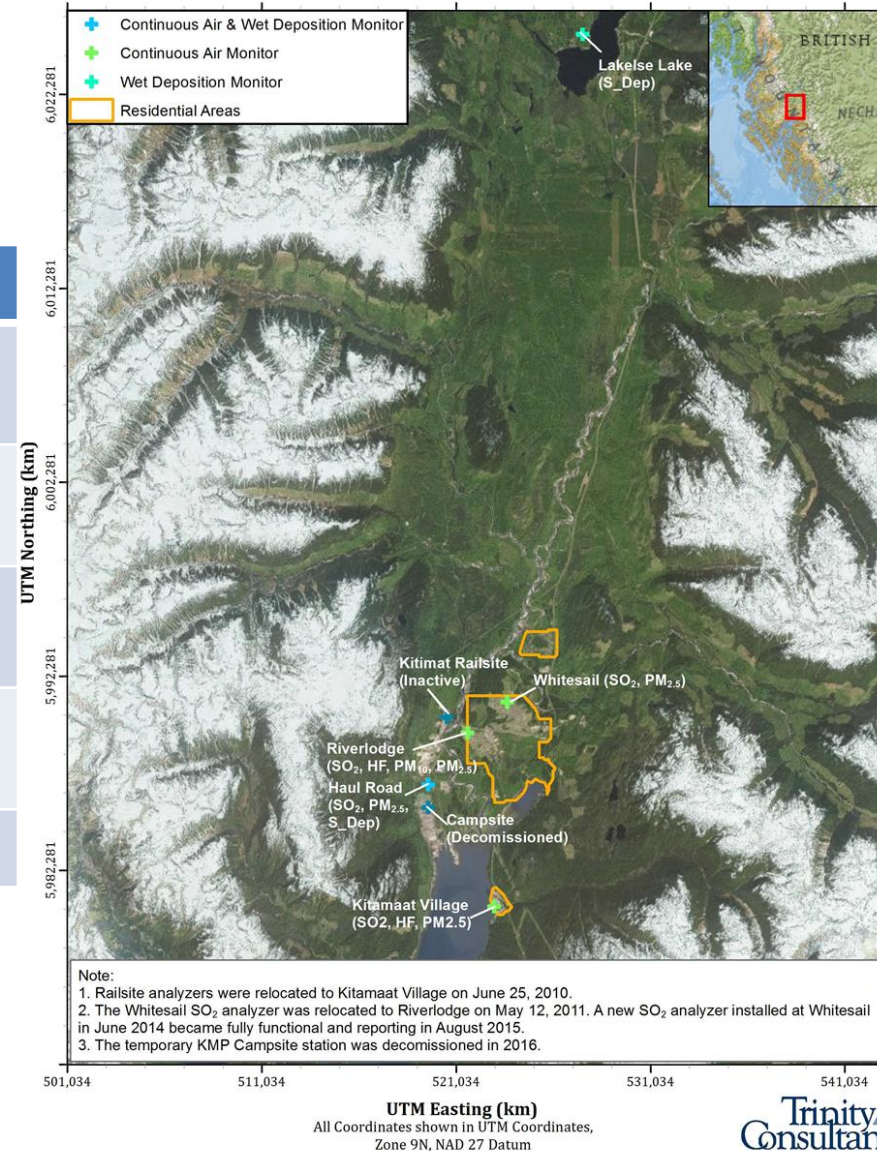 Continuous Air & Wet Deposition Monitor
Continuous Air Monitor
Wet Deposition Monitor
Residential Areas
BRITISH
NECH
Lakelse Lake
(S_Dep)
6,022,281
6,012,281
6,002,281
5,992,281
5,982,281
UTM Northing (km)
Kitimat Railsite
(Inactive)
Whitesail (SO₂, PM₂.₅)
Riverlodge
(SO₂, HF, PM₁₀, PM₂.₅)
Haul Road
(SO₂, PM₂.₅,
S_Dep)
Campsite
(Decomissioned)
Kitamaat Village
(SO2, HF, PM2.5)
Note:
1. Railsite analyzers were relocated to Kitamaat Village on June 25, 2010.
2. The Whitesail SO₂ analyzer was relocated to Riverlodge on May 12, 2011. A new SO₂ analyzer installed at Whitesail
in June 2014 became fully functional and reporting in August 2015.
3. The temporary KMP Campsite station was decomissioned in 2016.
501,034
511,034
521,034
531,034
541,034
UTM Easting (km)
All Coordinates shown in UTM Coordinates,
Zone 9N, NAD 27 Datum
Trinity
Consultan